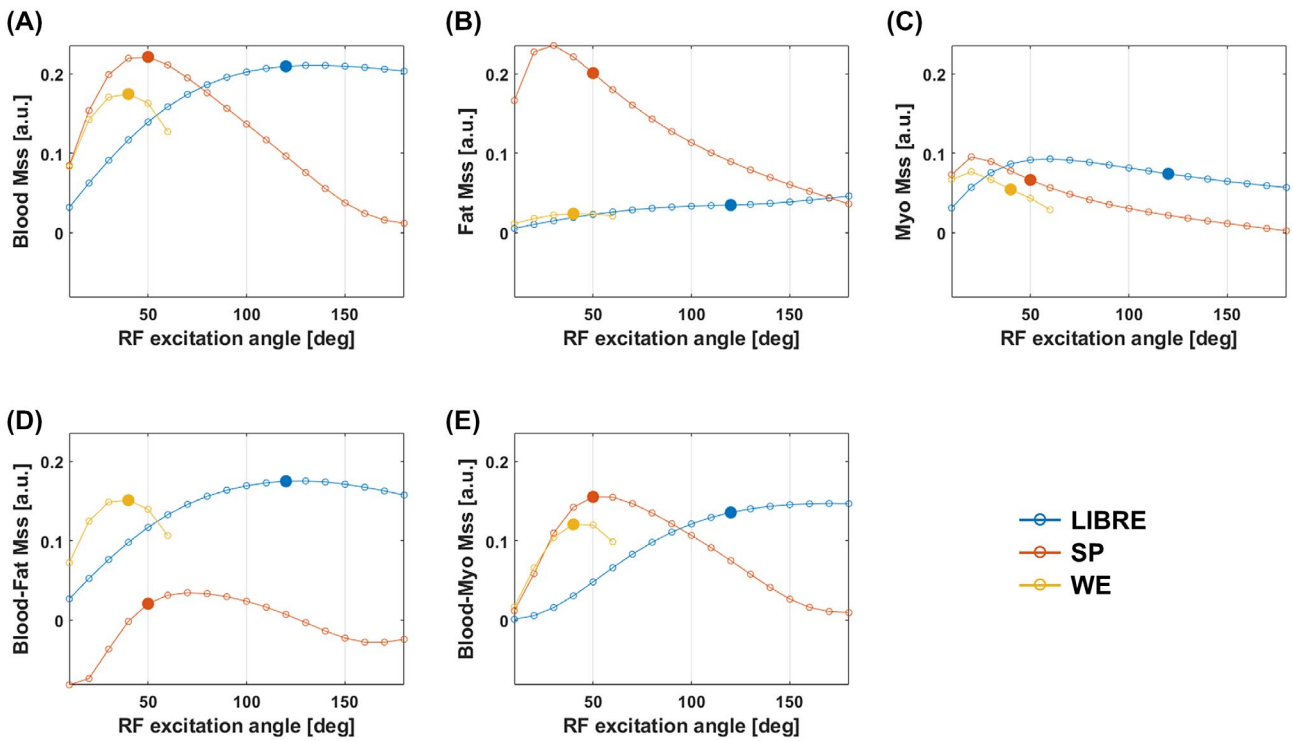 (A)
Blood Mss [a.u.]
0.2
0.1
0
50
100
150
RF excitation angle [deg]
(B)
Fat Mss [a.u.]
0.2
0.1
0
50
100
150
RF excitation angle [deg]
(C)
Myo Mss [a.u.]
0.2
0.1
0
50
100
150
RF excitation angle [deg]
(D)
Blood-Fat Mss [a.u.]
0.2
0.1
0
50
100
150
RF excitation angle [deg]
(E)
Blood-Myo Mss [a.u.]
0.2
0.1
0
50
100
150
RF excitation angle [deg]
LIBRE
SP
WE